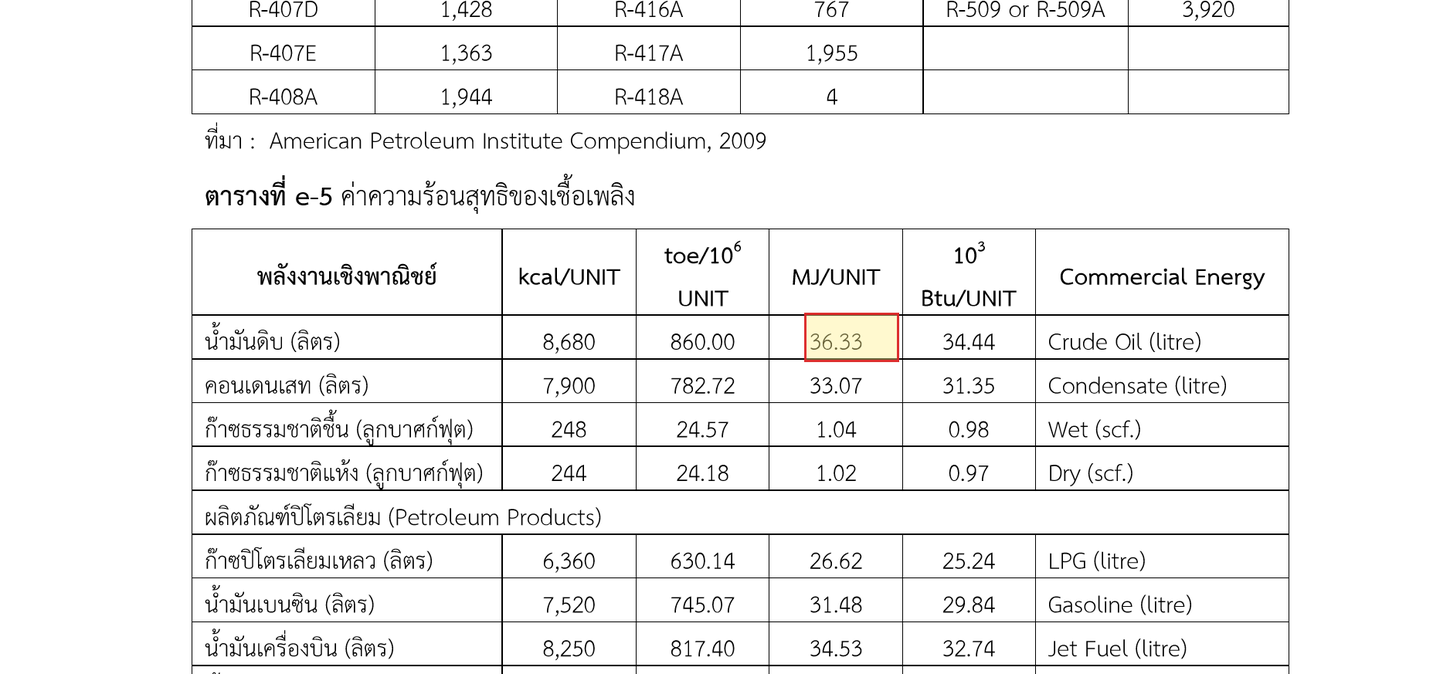 R-407D 1,428 R-416A 767 R-509 or R-509A 3,920
R-407E 1,363 R-417A 1,955
R-408A 1,944 R-418A 4
ที่มา : American Petroleum Institute Compendium, 2009
ตารางที่ e-5 ค่าความร้อนสุทธิของเชื้อเพลิง
พลังงานเชิงพาณิชย์ kcal/UNIT toe/10⁶ UNIT MJ/UNIT 10³ Btu/UNIT Commercial Energy
น้ำมันดิบ (ลิตร) 8,680 860.00 36.33 34.44 Crude Oil (litre)
คอนเดนเสท (ลิตร) 7,900 782.72 33.07 31.35 Condensate (litre)
ก๊าซธรรมชาติชื้น (ลูกบาศก์ฟุต) 248 24.57 1.04 0.98 Wet (scf.)
ก๊าซธรรมชาติแห้ง (ลูกบาศก์ฟุต) 244 24.18 1.02 0.97 Dry (scf.)
ผลิตภัณฑ์ปิโตรเลียม (Petroleum Products)
ก๊าซปิโตรเลียมเหลว (ลิตร) 6,360 630.14 26.62 25.24 LPG (litre)
น้ำมันเบนซิน (ลิตร) 7,520 745.07 31.48 29.84 Gasoline (litre)
น้ำมันเครื่องบิน (ลิตร) 8,250 817.40 34.53 32.74 Jet Fuel (litre)